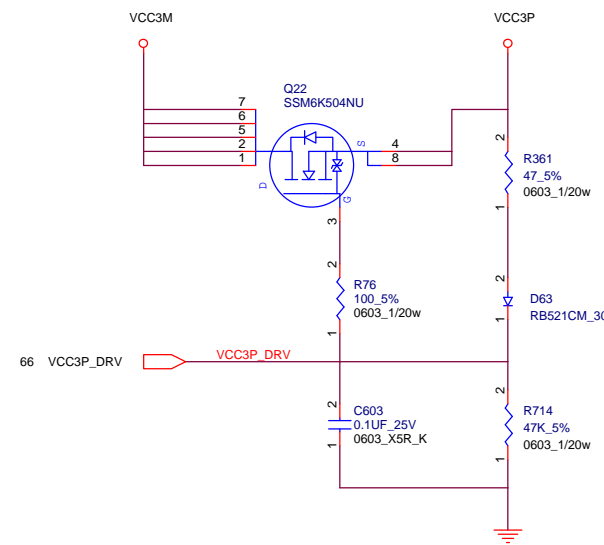 VCC3M
VCC3P
Q22
SSM6K504NU
7
6
5
2
1
4
8
S
D
G
3
2
R361
47_5%
0603_1/20w
1
2
R76
100_5%
0603_1/20w
1
2
D63
RB521CM_30
1
66 VCC3P_DRV
VCC3P_DRV
2
C603
0.1UF_25V
0603_X5R_K
1
2
R714
47K_5%
0603_1/20w
1